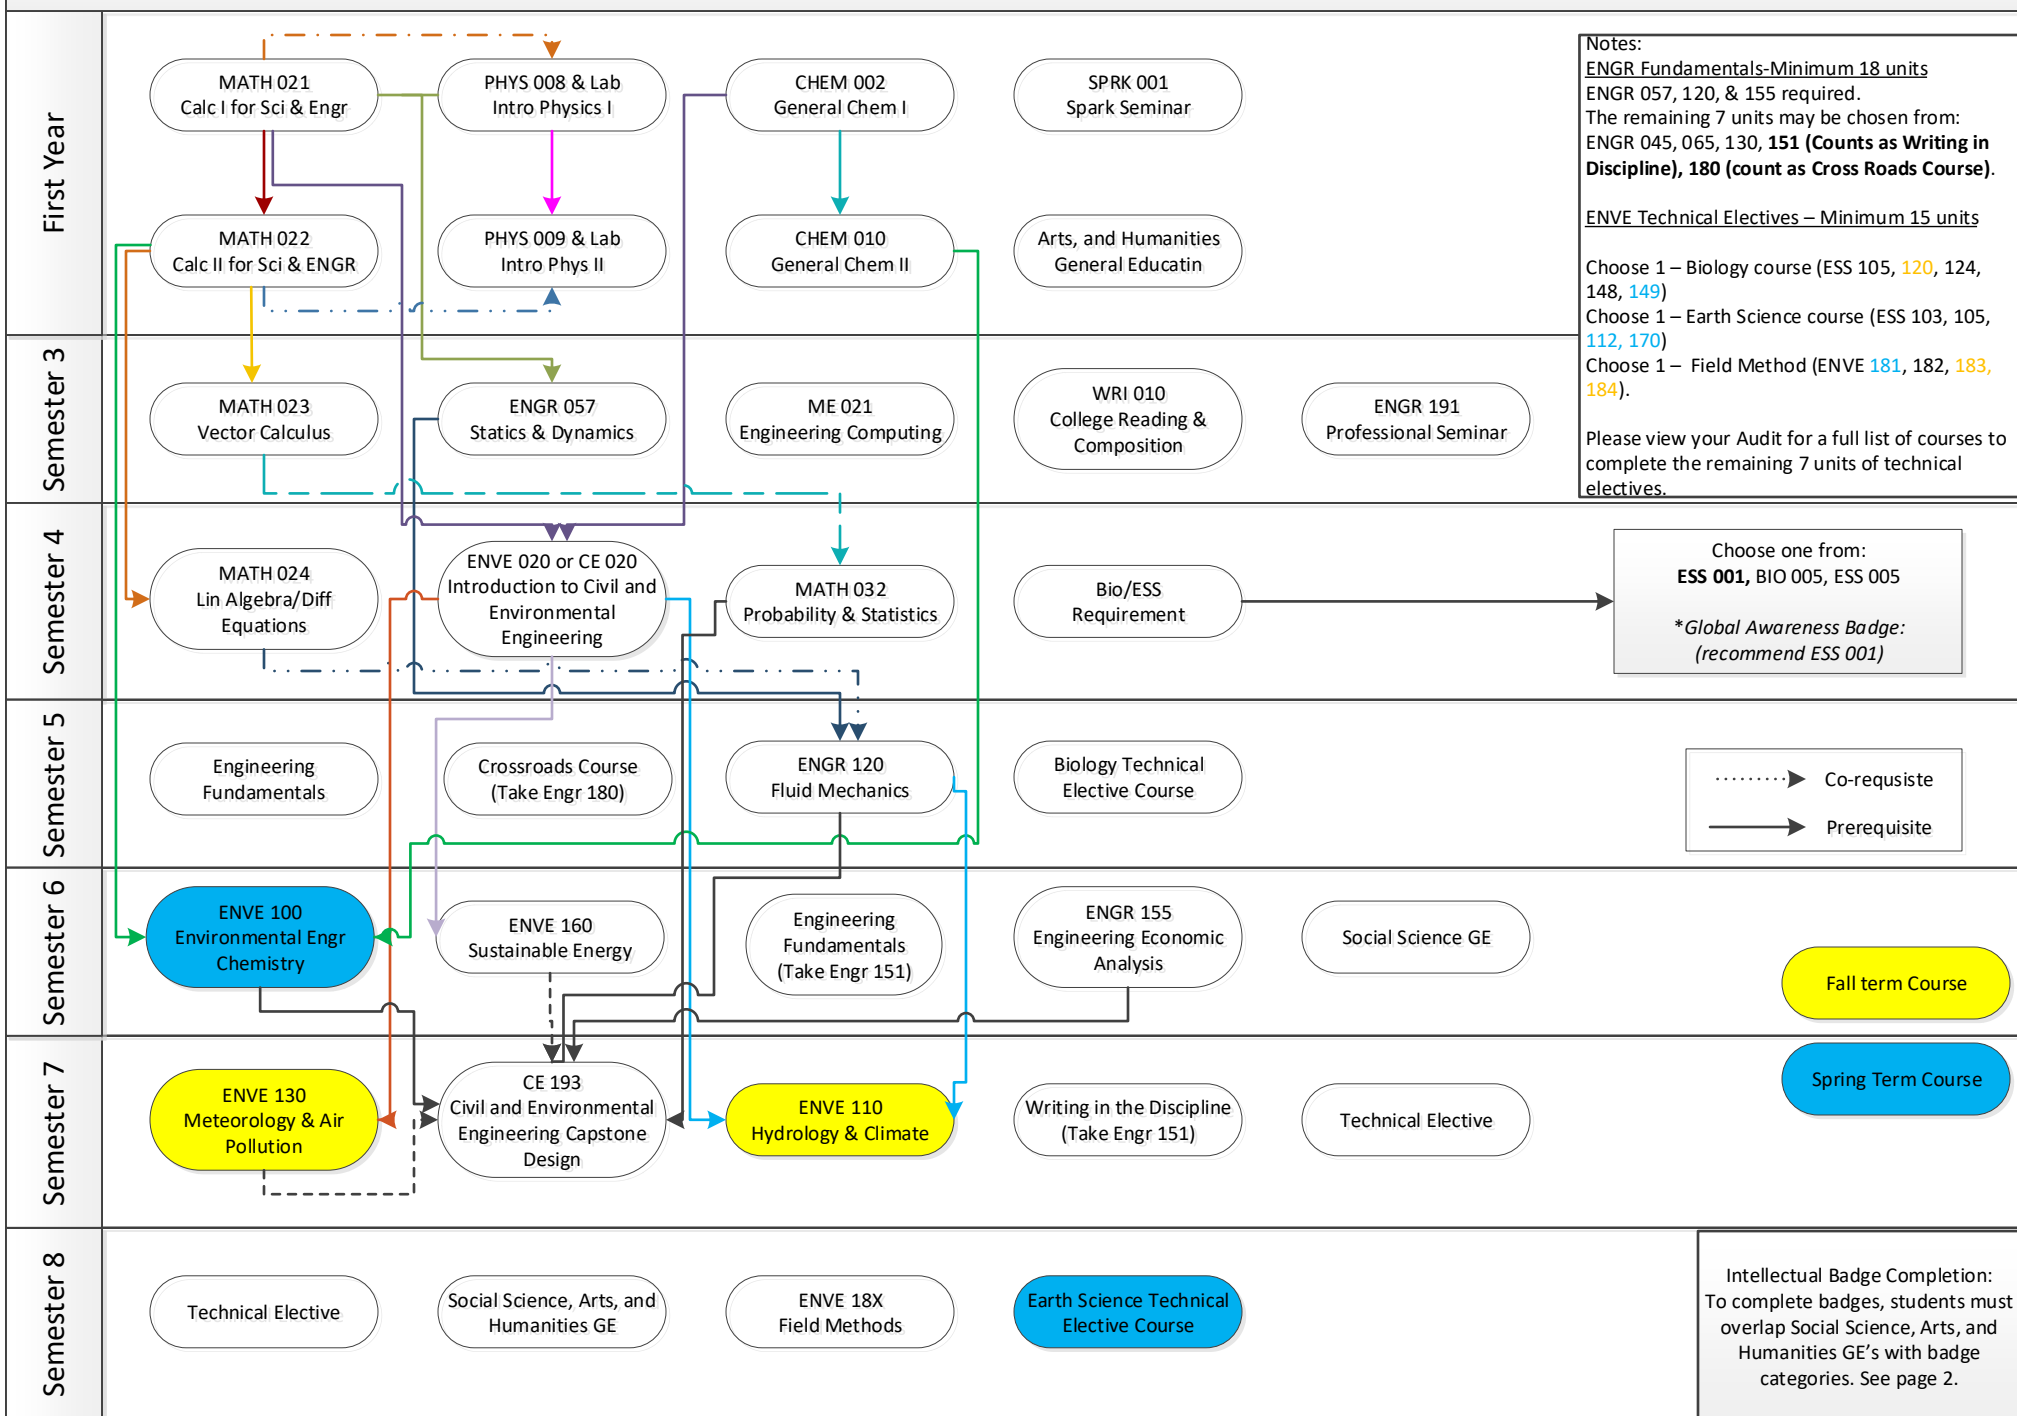 First Year
MATH 021
Calc I for Sci & Engr
PHYS 008 & Lab
Intro Physics I
CHEM 002
General Chem I
SPRK 001
Spark Seminar
MATH 022
Calc II for Sci & ENGR
PHYS 009 & Lab
Intro Phys II
CHEM 010
General Chem II
Arts, and Humanities
General Educatin
Notes:
ENGR Fundamentals-Minimum 18 units
ENGR 057, 120, & 155 required.
The remaining 7 units may be chosen from:
ENGR 045, 065, 130, 151 (Counts as Writing in
Discipline), 180 (count as Cross Roads Course).
ENVE Technical Electives – Minimum 15 units
Choose 1 – Biology course (ESS 105, 120, 124,
148, 149)
Choose 1 – Earth Science course (ESS 103, 105,
112, 170)
Choose 1 – Field Method (ENVE 181, 182, 183,
184).
Please view your Audit for a full list of courses to
complete the remaining 7 units of technical
electives.
Semester 3
MATH 023
Vector Calculus
ENGR 057
Statics & Dynamics
ME 021
Engineering Computing
WRI 010
College Reading &
Composition
ENGR 191
Professional Seminar
Semester 4
MATH 024
Lin Algebra/Diff
Equations
ENVE 020 or CE 020
Introduction to Civil and
Environmental
Engineering
MATH 032
Probability & Statistics
Bio/ESS
Requirement
Choose one from:
ESS 001, BIO 005, ESS 005
*Global Awareness Badge:
(recommend ESS 001)
Semester 5
Engineering
Fundamentals
Crossroads Course
(Take Engr 180)
ENGR 120
Fluid Mechanics
Biology Technical
Elective Course
Co-requsiste
Prerequisite
Semester 6
ENVE 100
Environmental Engr
Chemistry
ENVE 160
Sustainable Energy
Engineering
Fundamentals
(Take Engr 151)
ENGR 155
Engineering Economic
Analysis
Social Science GE
Fall term Course
Semester 7
ENVE 130
Meteorology & Air
Pollution
CE 193
Civil and Environmental
Engineering Capstone
Design
ENVE 110
Hydrology & Climate
Writing in the Discipline
(Take Engr 151)
Technical Elective
Spring Term Course
Semester 8
Technical Elective
Social Science, Arts, and
Humanities GE
ENVE 18X
Field Methods
Earth Science Technical
Elective Course
Intellectual Badge Completion:
To complete badges, students must
overlap Social Science, Arts, and
Humanities GE's with badge
categories. See page 2.